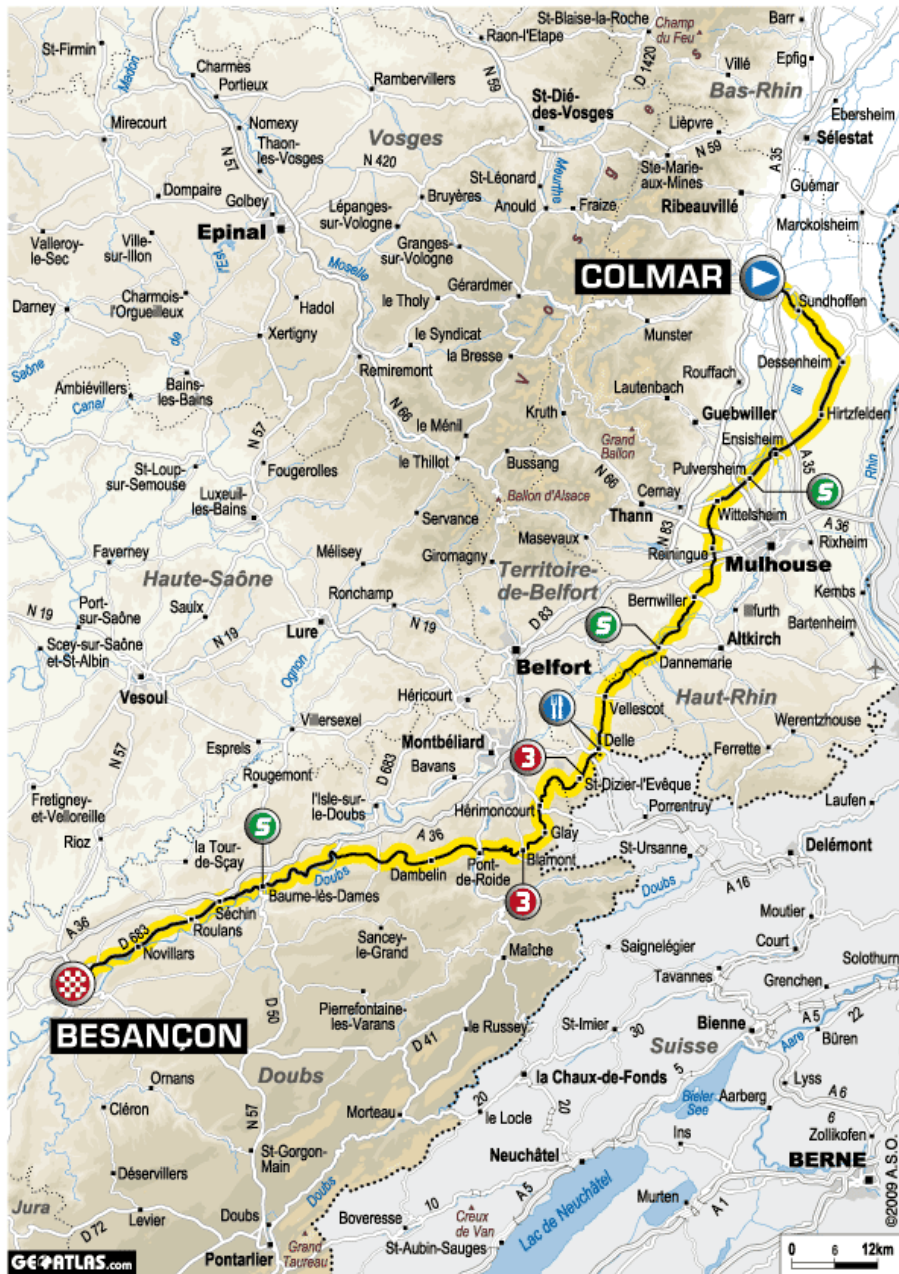 St-Blaise-la-Roche
Champ
du Feu
Barr
St-Firmin
Madon
Raon-l'Etape
Epfig
Charmes
Portieux
Rambervillers
N 59
D 1420
Villé
Bas-Rhin
Ebersheim
St-Dié-
des-Vosges
Mirecourt
Nomexy
Vosges
Lièpvre
Sélestat
Thaon-
les-Vosges
N 57
N 420
N 59
A 35
St-Léonard
Meurthe
Ste-Marie-
aux-Mines
Guémar
Dompaire
Golbey
Bruyères
Anould
Fraize
Ribeauvillé
Marckolsheim
Lépanges-
sur-Vologne
Epinal
Valleroy-
le-Sec
Ville-
sur-Illon
Granges-
sur-Vologne
Moselle
COLMAR
Darney
Charmois-
l'Orgueilleux
Hadol
le Tholy
Gérardmer
Sundhoffen
Xertigny
le Syndicat
Munster
la Bresse
Vosges
Dessenheim
Saône
Remiremont
Rouffach
Ill
Ambiévillers
Canal
de
l'Est
Bains-
les-Bains
Lautenbach
Kruth
Guebwiller
Hirtzfelden
N 66
N 57
le Ménil
Grand
Ballon
Ensisheim
St-Loup-
sur-Semouse
Fougerolles
le Thillot
Bussang
Pulversheim
A 35
Rhin
N 66
Luxeuil-
les-Bains
Ballon d'Alsace
Cernay
S
Thann
Wittelsheim
Servance
N 83
A 36
Masevaux
Faverney
Mélisey
Giromagny
Reiningue
Rixheim
Haute-Saône
Mulhouse
Territoire-
de-Belfort
Port-
sur-Saône
Ronchamp
Bernwiller
Kembs
N 19
Saulx
D 83
Illfurth
Scey-sur-Saône
et-St-Albin
N 19
Lure
N 19
S
Bartenheim
Altkirch
Ognon
Belfort
Dannemarie
Vesoul
Héricourt
Haut-Rhin
Vellescot
Villersexel
Werentzhouse
Esprels
D 683
Montbéliard
Delle
Ferrette
N 57
Rougemont
Bavans
3
St-Dizier-l'Evêque
Fretigney-
et-Velloreille
l'Isle-sur-
le-Doubs
Hérimoncourt
Porrentruy
Laufen
Rioz
S
A 36
Glay
la Tour-
de-Sçay
St-Ursanne
Delémont
Doubs
Dambelin
Pont-
de-Roide
Blamont
Baume-lès-Dames
Doubs
A 16
Séchin
3
A 36
D 683
Roulans
Moutier
Novillars
Sancey-
le-Grand
Maîche
Saignelégier
Court
Solothurn
Tavannes
Grenchen
BESANÇON
Pierrefontaine-
les-Varans
D 50
le Russey
St-Imier
30
Bienne
A 5
22
D 41
Suisse
Aare
Büren
Doubs
la Chaux-de-Fonds
5
Ornans
Lyss
A 6
Bieler
See
Aarberg
Cléron
Morteau
20
le Locle
20
6
N 57
Ins
Zollikofen
St-Gorgon-
Main
Neuchâtel
BERNE
Déservillers
Doubs
A 5
Lac de Neuchâtel
Murten
A 1
Jura
10
Levier
Doubs
Boveresse
Creux
de Van
D 72
St-Aubin-Sauges
Pontarlier
Grand
Taureau
0 6 12km
©2009 A.S.O.
GEOATLAS.com